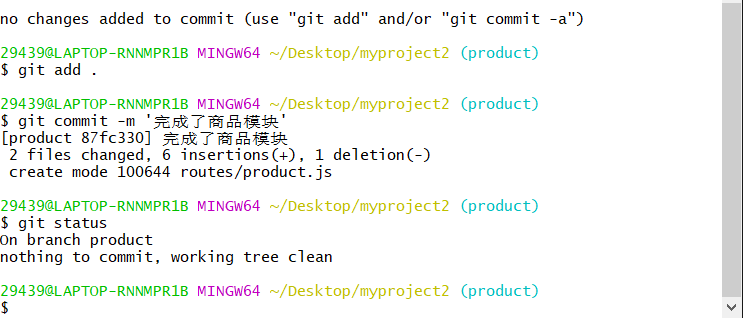 no changes added to commit (use "git add" and/or "git commit -a")
29439@LAPTOP-RNNMPR1B MINGW64 ~/Desktop/myproject2 (product)
$ git add .
29439@LAPTOP-RNNMPR1B MINGW64 ~/Desktop/myproject2 (product)
$ git commit -m '完成了商品模块'
[product 87fc330] 完成了商品模块
 2 files changed, 6 insertions(+), 1 deletion(-)
 create mode 100644 routes/product.js
29439@LAPTOP-RNNMPR1B MINGW64 ~/Desktop/myproject2 (product)
$ git status
On branch product
nothing to commit, working tree clean
29439@LAPTOP-RNNMPR1B MINGW64 ~/Desktop/myproject2 (product)
$